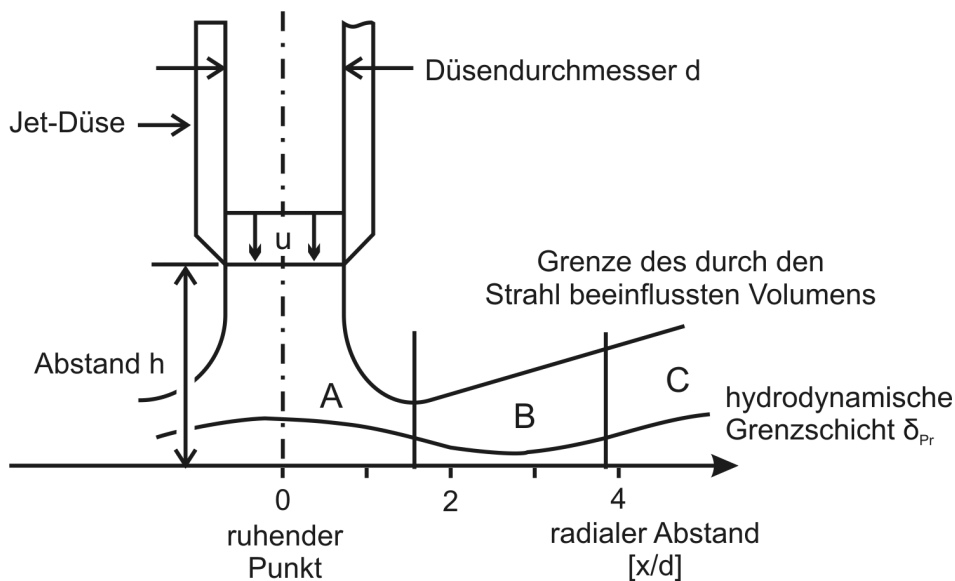 Düsendurchmesser d
Jet-Düse
u
Grenze des durch den
Strahl beeinflussten Volumens
Abstand h
A
B
C
hydrodynamische
Grenzschicht δPr
0
2
4
ruhender
Punkt
radialer Abstand
[x/d]